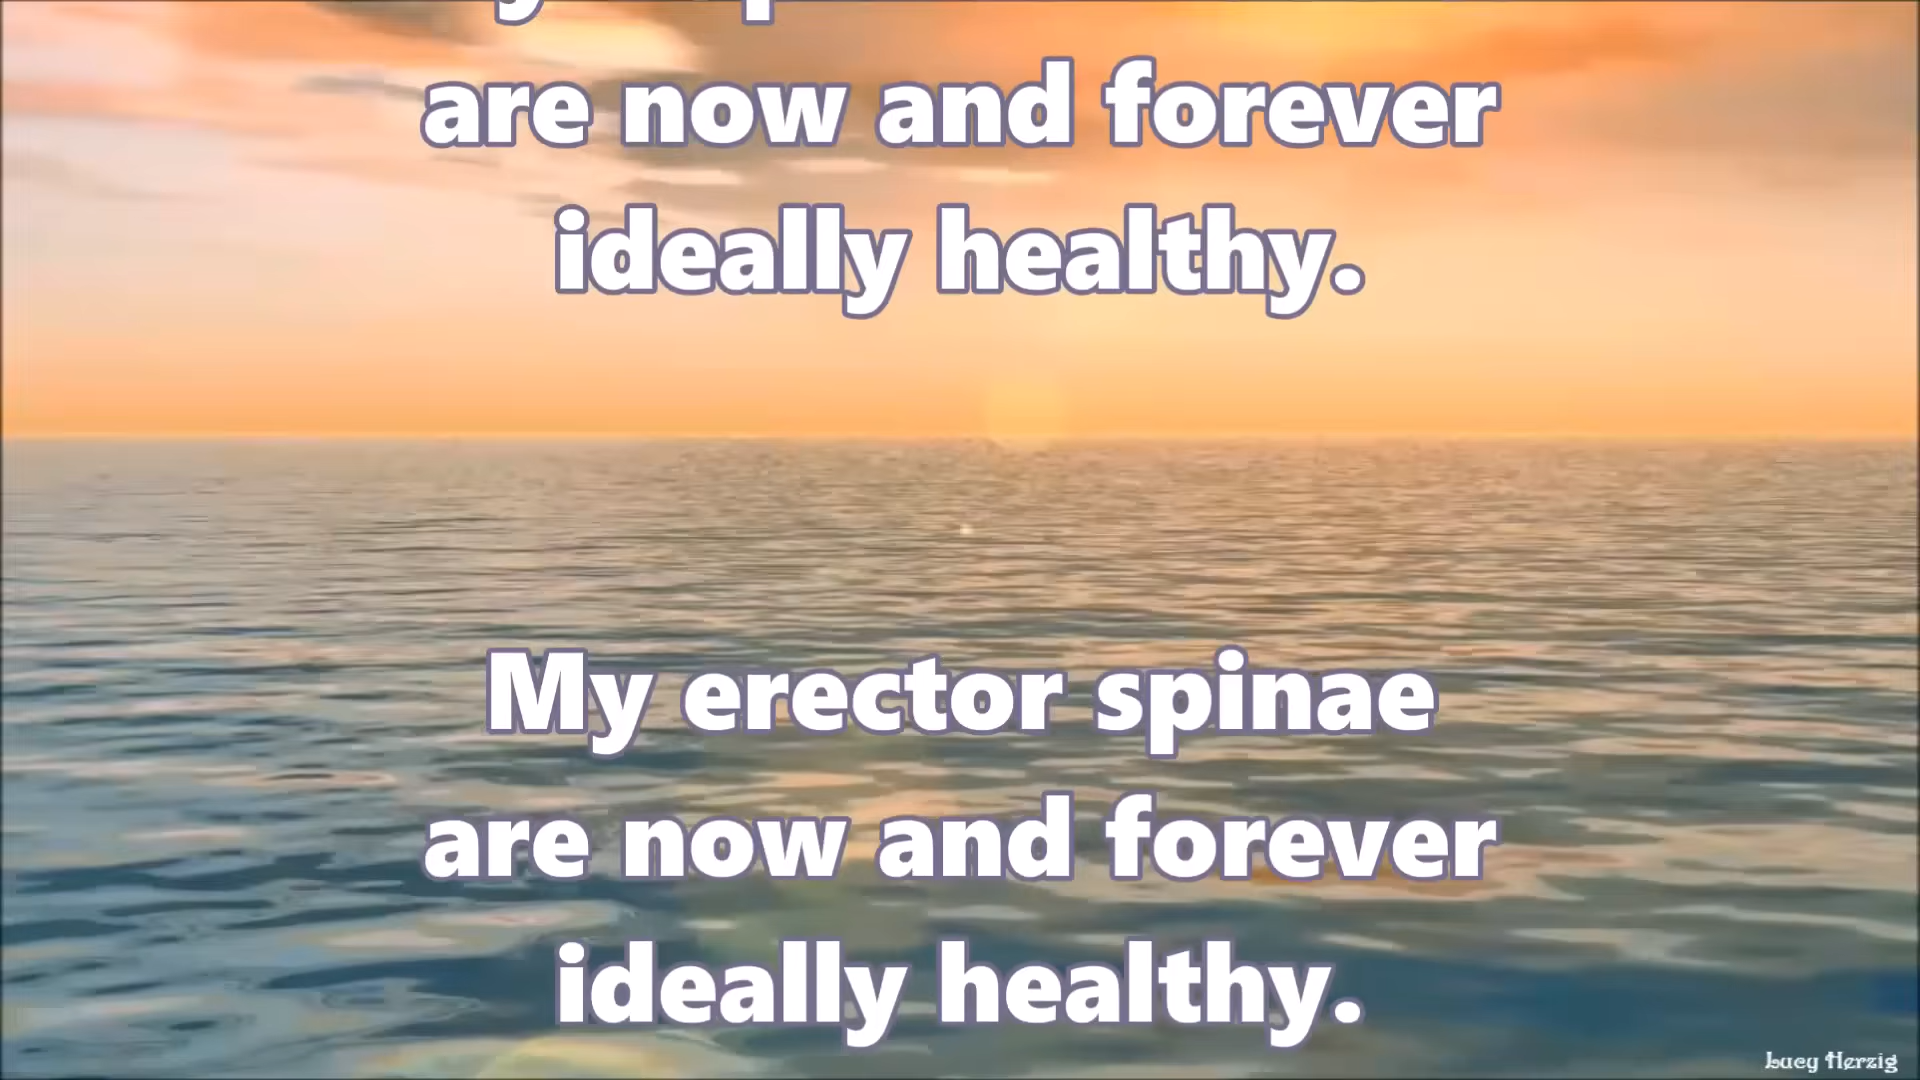 are now and forever
ideally healthy.
My erector spinae
are now and forever
ideally healthy.
Lucy Herzig